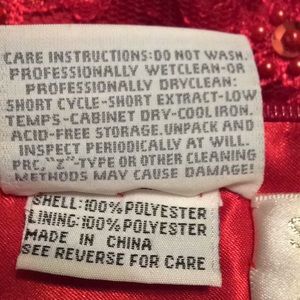 CARE INSTRUCTIONS:DO NOT WASH.
PROFESSIONALLY WETCLEAN-OR
PROFESSIONALLY DRYCLEAN:
SHORT CYCLE-SHORT EXTRACT-LOW
TEMPS-CABINET DRY-COOL IRON.
ACID-FREE STORAGE.UNPACK AND
INSPECT PERIODICALLY AT WILL.
PRC,"Z"-TYPE OR OTHER CLEANING
METHODS MAY CAUSE DAMAGE!
SHELL:100%POLYESTER
LINING:100%POLYESTER
MADE IN CHINA
SEE REVERSE FOR CARE